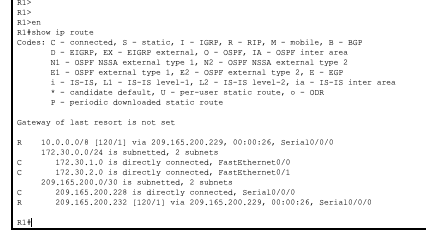 R1>
R1>
R1>en
R1#show ip route
Codes: C - connected, S - static, I - IGRP, R - RIP, M - mobile, B - BGP
       D - EIGRP, EX - EIGRP external, O - OSPF, IA - OSPF inter area
       N1 - OSPF NSSA external type 1, N2 - OSPF NSSA external type 2
       E1 - OSPF external type 1, E2 - OSPF external type 2, E - EGP
       i - IS-IS, L1 - IS-IS level-1, L2 - IS-IS level-2, ia - IS-IS inter area
       * - candidate default, U - per-user static route, o - ODR
       P - periodic downloaded static route
Gateway of last resort is not set
R    10.0.0.0/8 [120/1] via 209.165.200.229, 00:00:26, Serial0/0/0
     172.30.0.0/24 is subnetted, 2 subnets
C       172.30.1.0 is directly connected, FastEthernet0/0
C       172.30.2.0 is directly connected, FastEthernet0/1
     209.165.200.0/30 is subnetted, 2 subnets
C       209.165.200.228 is directly connected, Serial0/0/0
R       209.165.200.232 [120/1] via 209.165.200.229, 00:00:26, Serial0/0/0
R1#